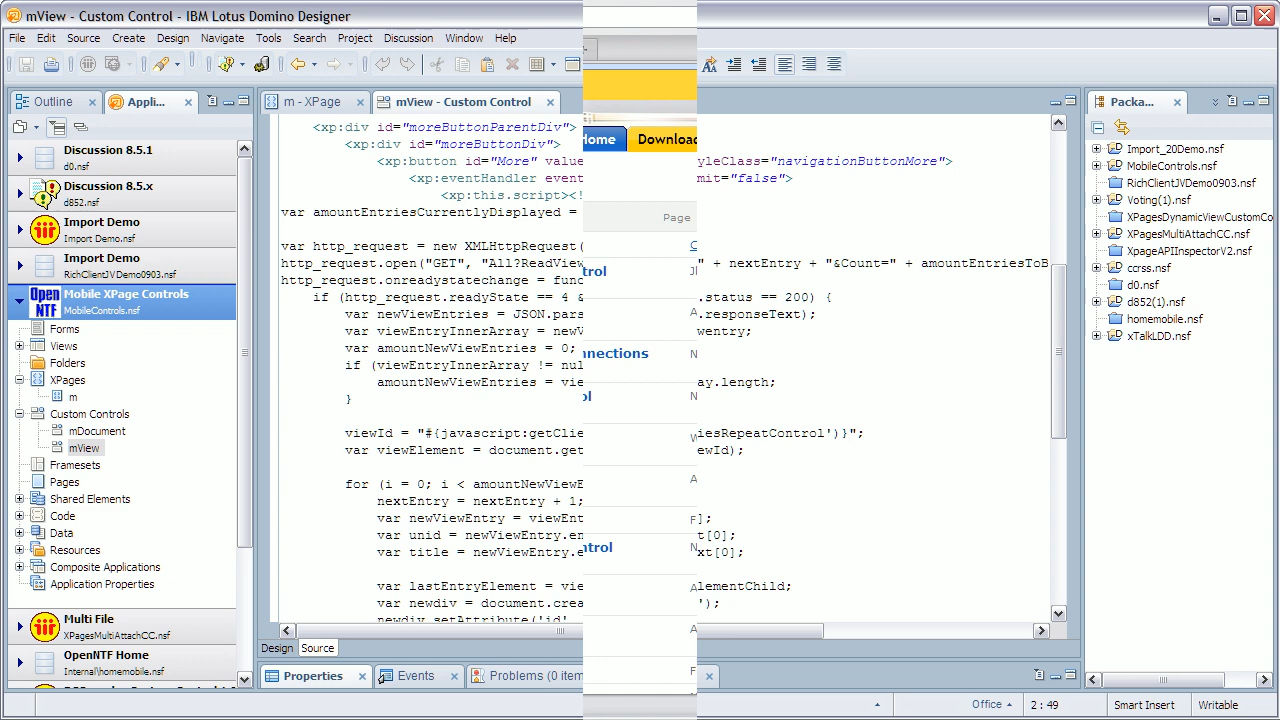 mView - Custom Control - IBM Lotus Domino Designer
File Edit Source Create Design Navigate Tools Search Project Discussion Window Help
Outline
Appli...
m - XPage
mView - Custom Control
Packa...
Discussion 8.5.1
d0.nsf
Discussion 8.5.x
d852.nsf
Import Demo
Import Demo.nsf
Import Demo
RichClientJVDemo0903.nsf
Open NTF
Mobile XPage Controls
MobileControls.nsf
Forms
Views
Folders
XPages
m
Custom Controls
mDocument
mView
Framesets
Pages
Shared Elements
Code
Data
Resources
Composite Applications
Application Properties
Multi File
XPagesMultiAttachCC.nsf
OpenNTF Home
Internal\homemobile.nsf
<xp:div id="moreButtonParentDiv">
<xp:div id="moreButtonDiv">
<xp:button id="More" value yleClass="navigationButtonMore">
<xp:eventHandler event mit="false">
<xp:this.script><!
var amountEntriesCurrentlyDisplayed =
var http_request = new XMLHttpRequest(
http_request.open("GET", "All?ReadView " + nextEntry + "&Count=" + amountEntriesToB
http_request.onreadystatechange = func
if (http_request.readyState == 4 & .status == 200) {
var newViewEntries = JSON.pars .responseText);
var viewEntryInnerArray = newV wentry;
var amountNewViewEntries = 0;
if (viewEntryInnerArray != nul
amountNewViewEntries = vie ay.length;
}
viewId = "#{javascript:getClie iesRepeatControl')}";
var viewElement = document.get ewId);
for (i = 0; i < amountNewViewE
nextEntry = nextEntry + 1;
var newViewEntry = viewEnt ];
var unid = newViewEntry.en t[0];
var title = newViewEntry.e xt[0];
var lastEntryElement = vie lementChild;
var newdiv = document.crea ');
newdiv.setAttribute('id'
Home
Download
Page
C
trol
A
nnections
N
ol
N
W
A
F
ntrol
N
A
A
F
Import_20Demo.nsf
MobileControls.nsf
RichClientJVDemo0903.nsf
Voting(1).nsf
XPagesDynamicViewCustomCo
XPagesMultiAttachCC.nsf
XpageAPIInspectorV2.nsf
ccrss.nsf
d0.nsf
d852(1).nsf
homemobile.nsf
xTalkLDD.nsf
Design Source
Properties
Events
Problems (0 item
Office
2 : 49
Smart Insert
Writable